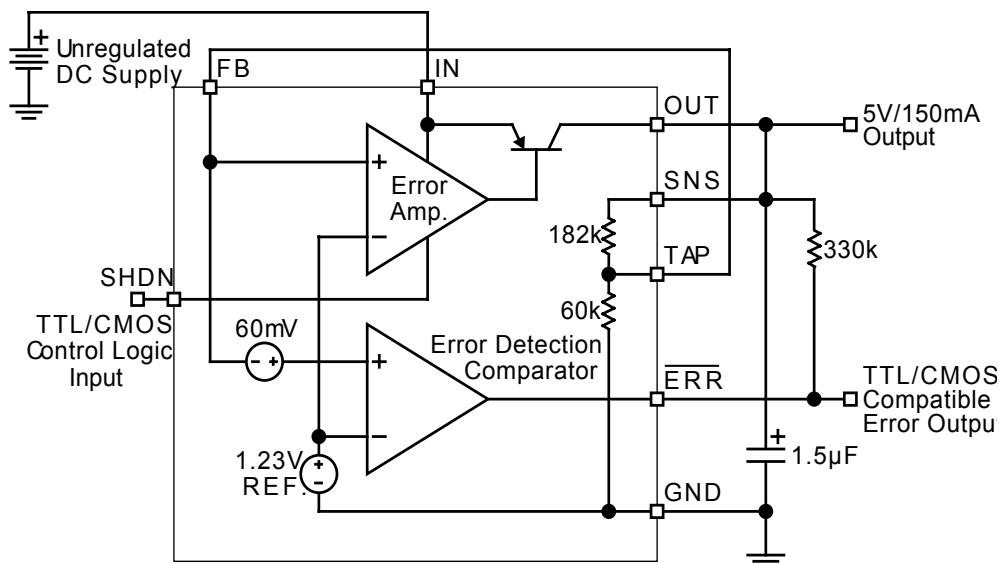 Unregulated
DC Supply
FB
IN
OUT
5V/150mA
Output
Error
Amp.
SNS
182k
330k
TAP
SHDN
60k
TTL/CMOS
Control Logic
Input
60mV
Error Detection
Comparator
ERR
TTL/CMOS
Compatible
Error Output
1.23V
REF.
1.5µF
GND